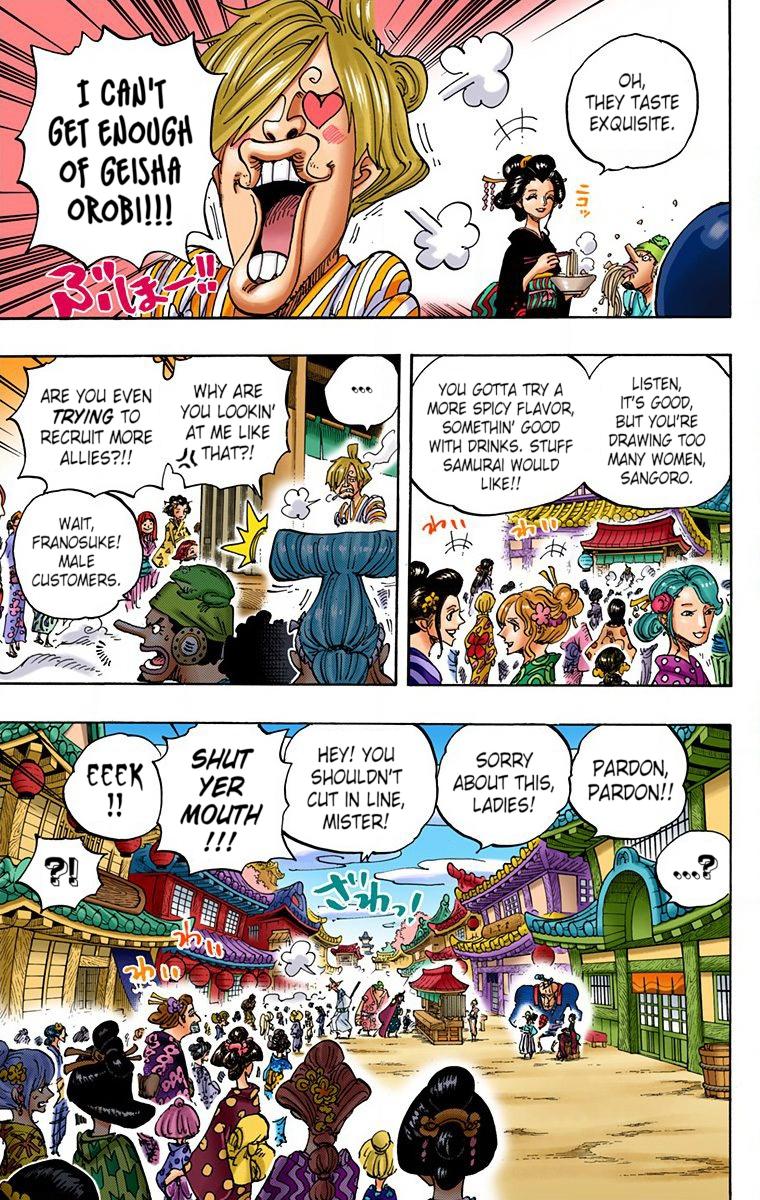 OH,
THEY TASTE
EXQUISITE.
ニコッ
I CAN'T
GET ENOUGH
OF GEISHA
OROBI!!!
ぶほーー!!
LISTEN,
IT'S GOOD,
BUT YOU'RE
DRAWING TOO
MANY WOMEN,
SANGORO.
YOU GOTTA TRY A
MORE SPICY FLAVOR,
SOMETHIN' GOOD
WITH DRINKS. STUFF
SAMURAI WOULD
LIKE!!
わい
わい
...
WHY ARE
YOU LOOKIN'
AT ME LIKE
THAT?!
ARE YOU EVEN
TRYING TO
RECRUIT MORE
ALLIES?!!
WAIT,
FRANOSUKE!
MALE
CUSTOMERS.
...?
PARDON,
PARDON!!
SORRY
ABOUT THIS,
LADIES!
HEY! YOU
SHOULDN'T
CUT IN LINE,
MISTER!
SHUT
YER
MOUTH
!!!
EEEK
!!
?!
ざわっ!
わい
わい